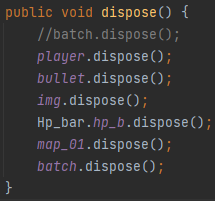 public void dispose() {
    //batch.dispose();
    player.dispose();
    bullet.dispose();
    img.dispose();
    Hp_bar.hp_b.dispose();
    map_01.dispose();
    batch.dispose();
}